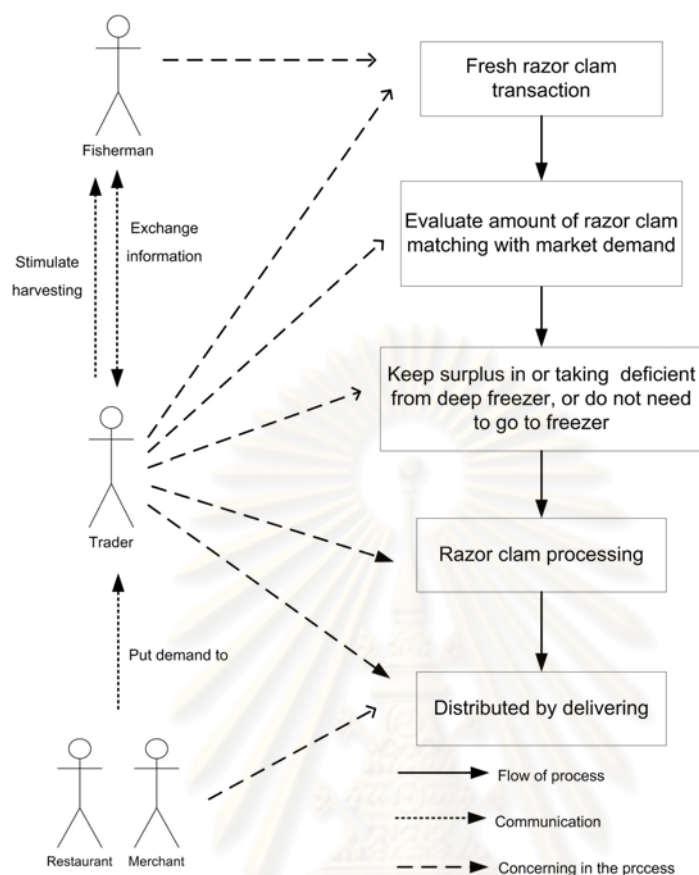 Fisherman
Stimulate
harvesting
Exchange
information
Trader
Put demand to
Restaurant
Merchant
Fresh razor clam
transaction
Evaluate amount of razor clam
matching with market demand
Keep surplus in or taking deficient
from deep freezer, or do not need
to go to freezer
Razor clam processing
Distributed by delivering
Flow of process
Communication
Concerning in the prccess